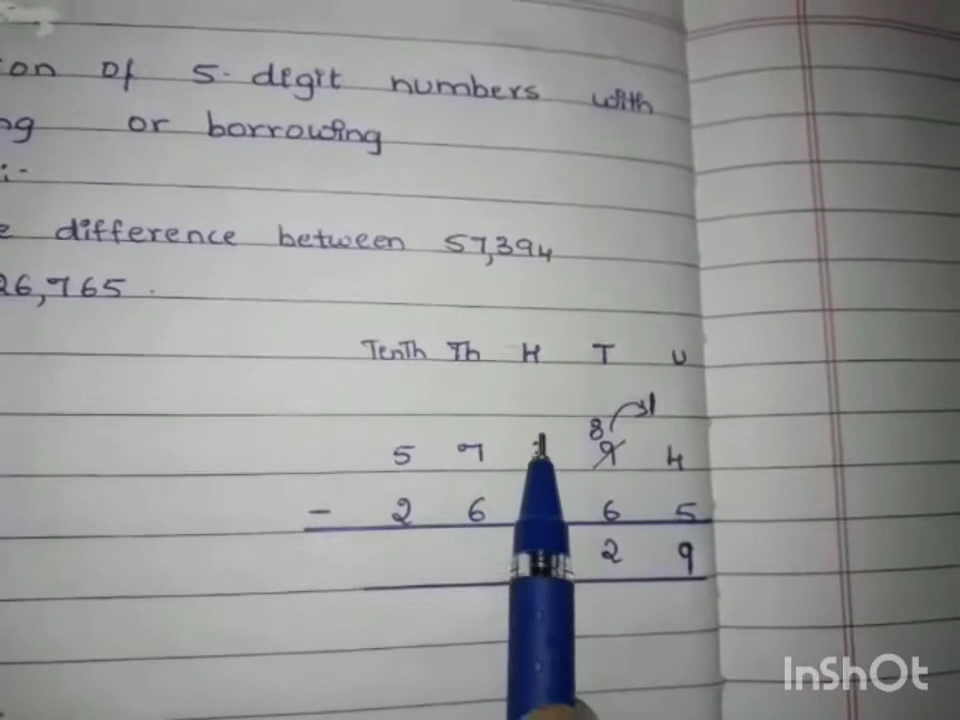 on of 5-digit numbers with
or borrowing
:-
difference between 57,394
26,765.
TenTh Th H T U
8 1
5 7 9 4
- 2 6 6 5
2 9
InShOt